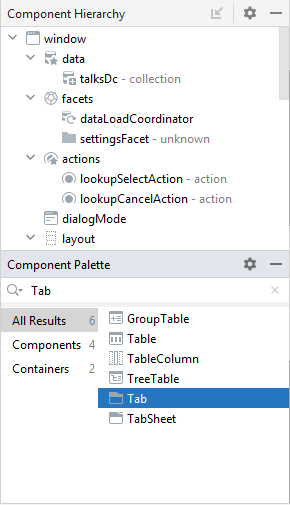 Component Hierarchy
window
data
talksDc - collection
facets
dataLoadCoordinator
settingsFacet - unknown
actions
lookupSelectAction - action
lookupCancelAction - action
dialogMode
layout
Component Palette
Tab
All Results 6
Components 4
Containers 2
GroupTable
Table
TableColumn
TreeTable
Tab
TabSheet